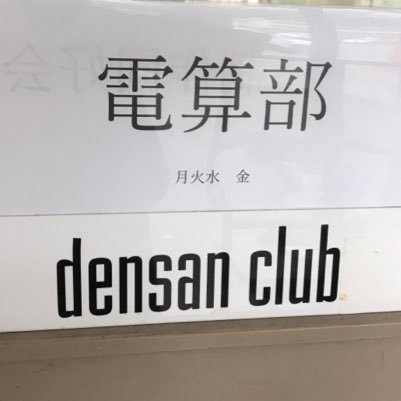 電算部
月火水　金
densan club